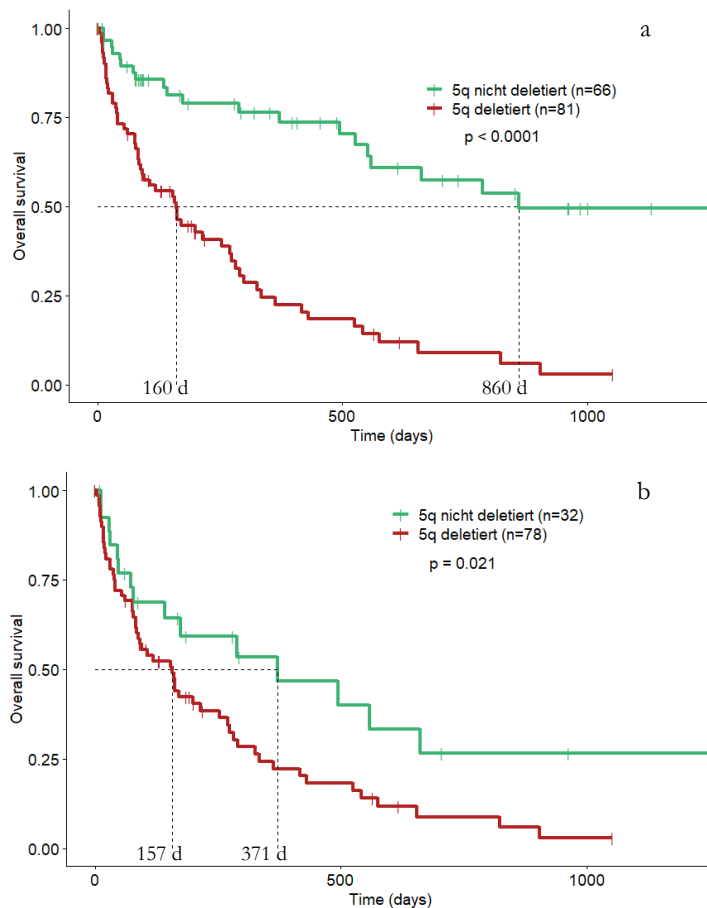 a
1.00
5q nicht deletiert (n=66)
5q deletiert (n=81)
p < 0.0001
0.75
0.50
0.25
0.00
Overall survival
160 d
860 d
0
500
1000
Time (days)
b
1.00
5q nicht deletiert (n=32)
5q deletiert (n=78)
p = 0.021
0.75
0.50
0.25
0.00
Overall survival
157 d
371 d
0
500
1000
Time (days)